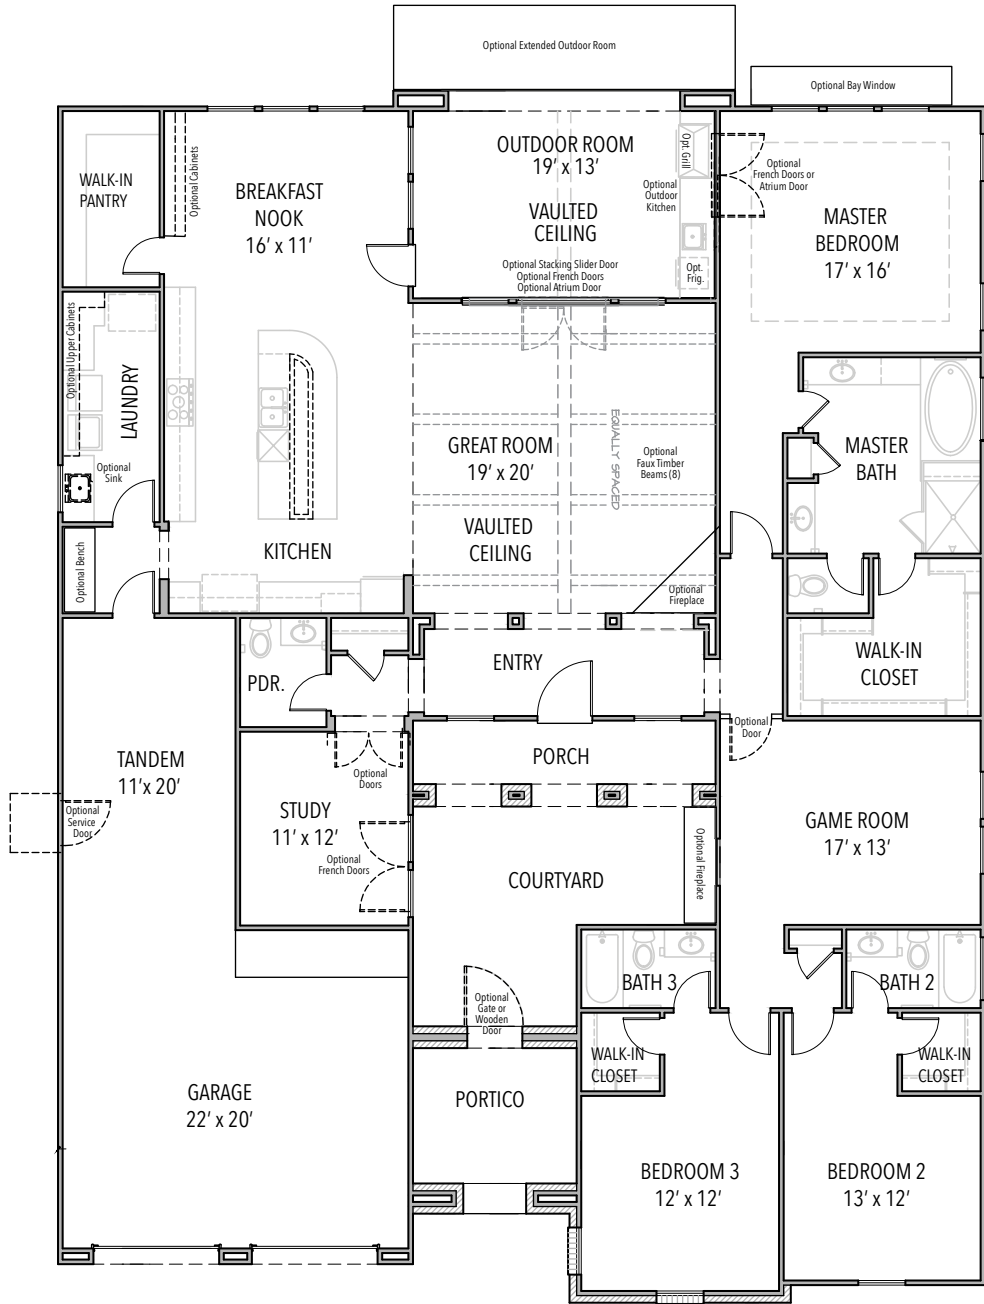 Optional Extended Outdoor Room
Optional Bay Window
WALK-IN
PANTRY
Optional Cabinets
BREAKFAST
NOOK
16' x 11'
OUTDOOR ROOM
19' x 13'
VAULTED
CEILING
Opt. Grill
Optional
Outdoor
Kitchen
Opt.
Frig.
Optional Stacking Slider Door
Optional French Doors
Optional Atrium Door
Optional
French Doors or
Atrium Door
MASTER
BEDROOM
17' x 16'
Optional Upper Cabinets
LAUNDRY
Optional
Sink
Optional Bench
KITCHEN
GREAT ROOM
19' x 20'
VAULTED
CEILING
EQUALLY SPACED
Optional
Faux Timber
Beams (8)
Optional
Fireplace
MASTER
BATH
WALK-IN
CLOSET
PDR.
ENTRY
Optional
Door
PORCH
TANDEM
11'x 20'
Optional
Service
Door
Optional
Doors
STUDY
11' x 12'
Optional
French Doors
COURTYARD
Optional Fireplace
GAME ROOM
17' x 13'
Optional
Gate or
Wooden
Door
BATH 3
BATH 2
WALK-IN
CLOSET
WALK-IN
CLOSET
GARAGE
22' x 20'
PORTICO
BEDROOM 3
12' x 12'
BEDROOM 2
13' x 12'